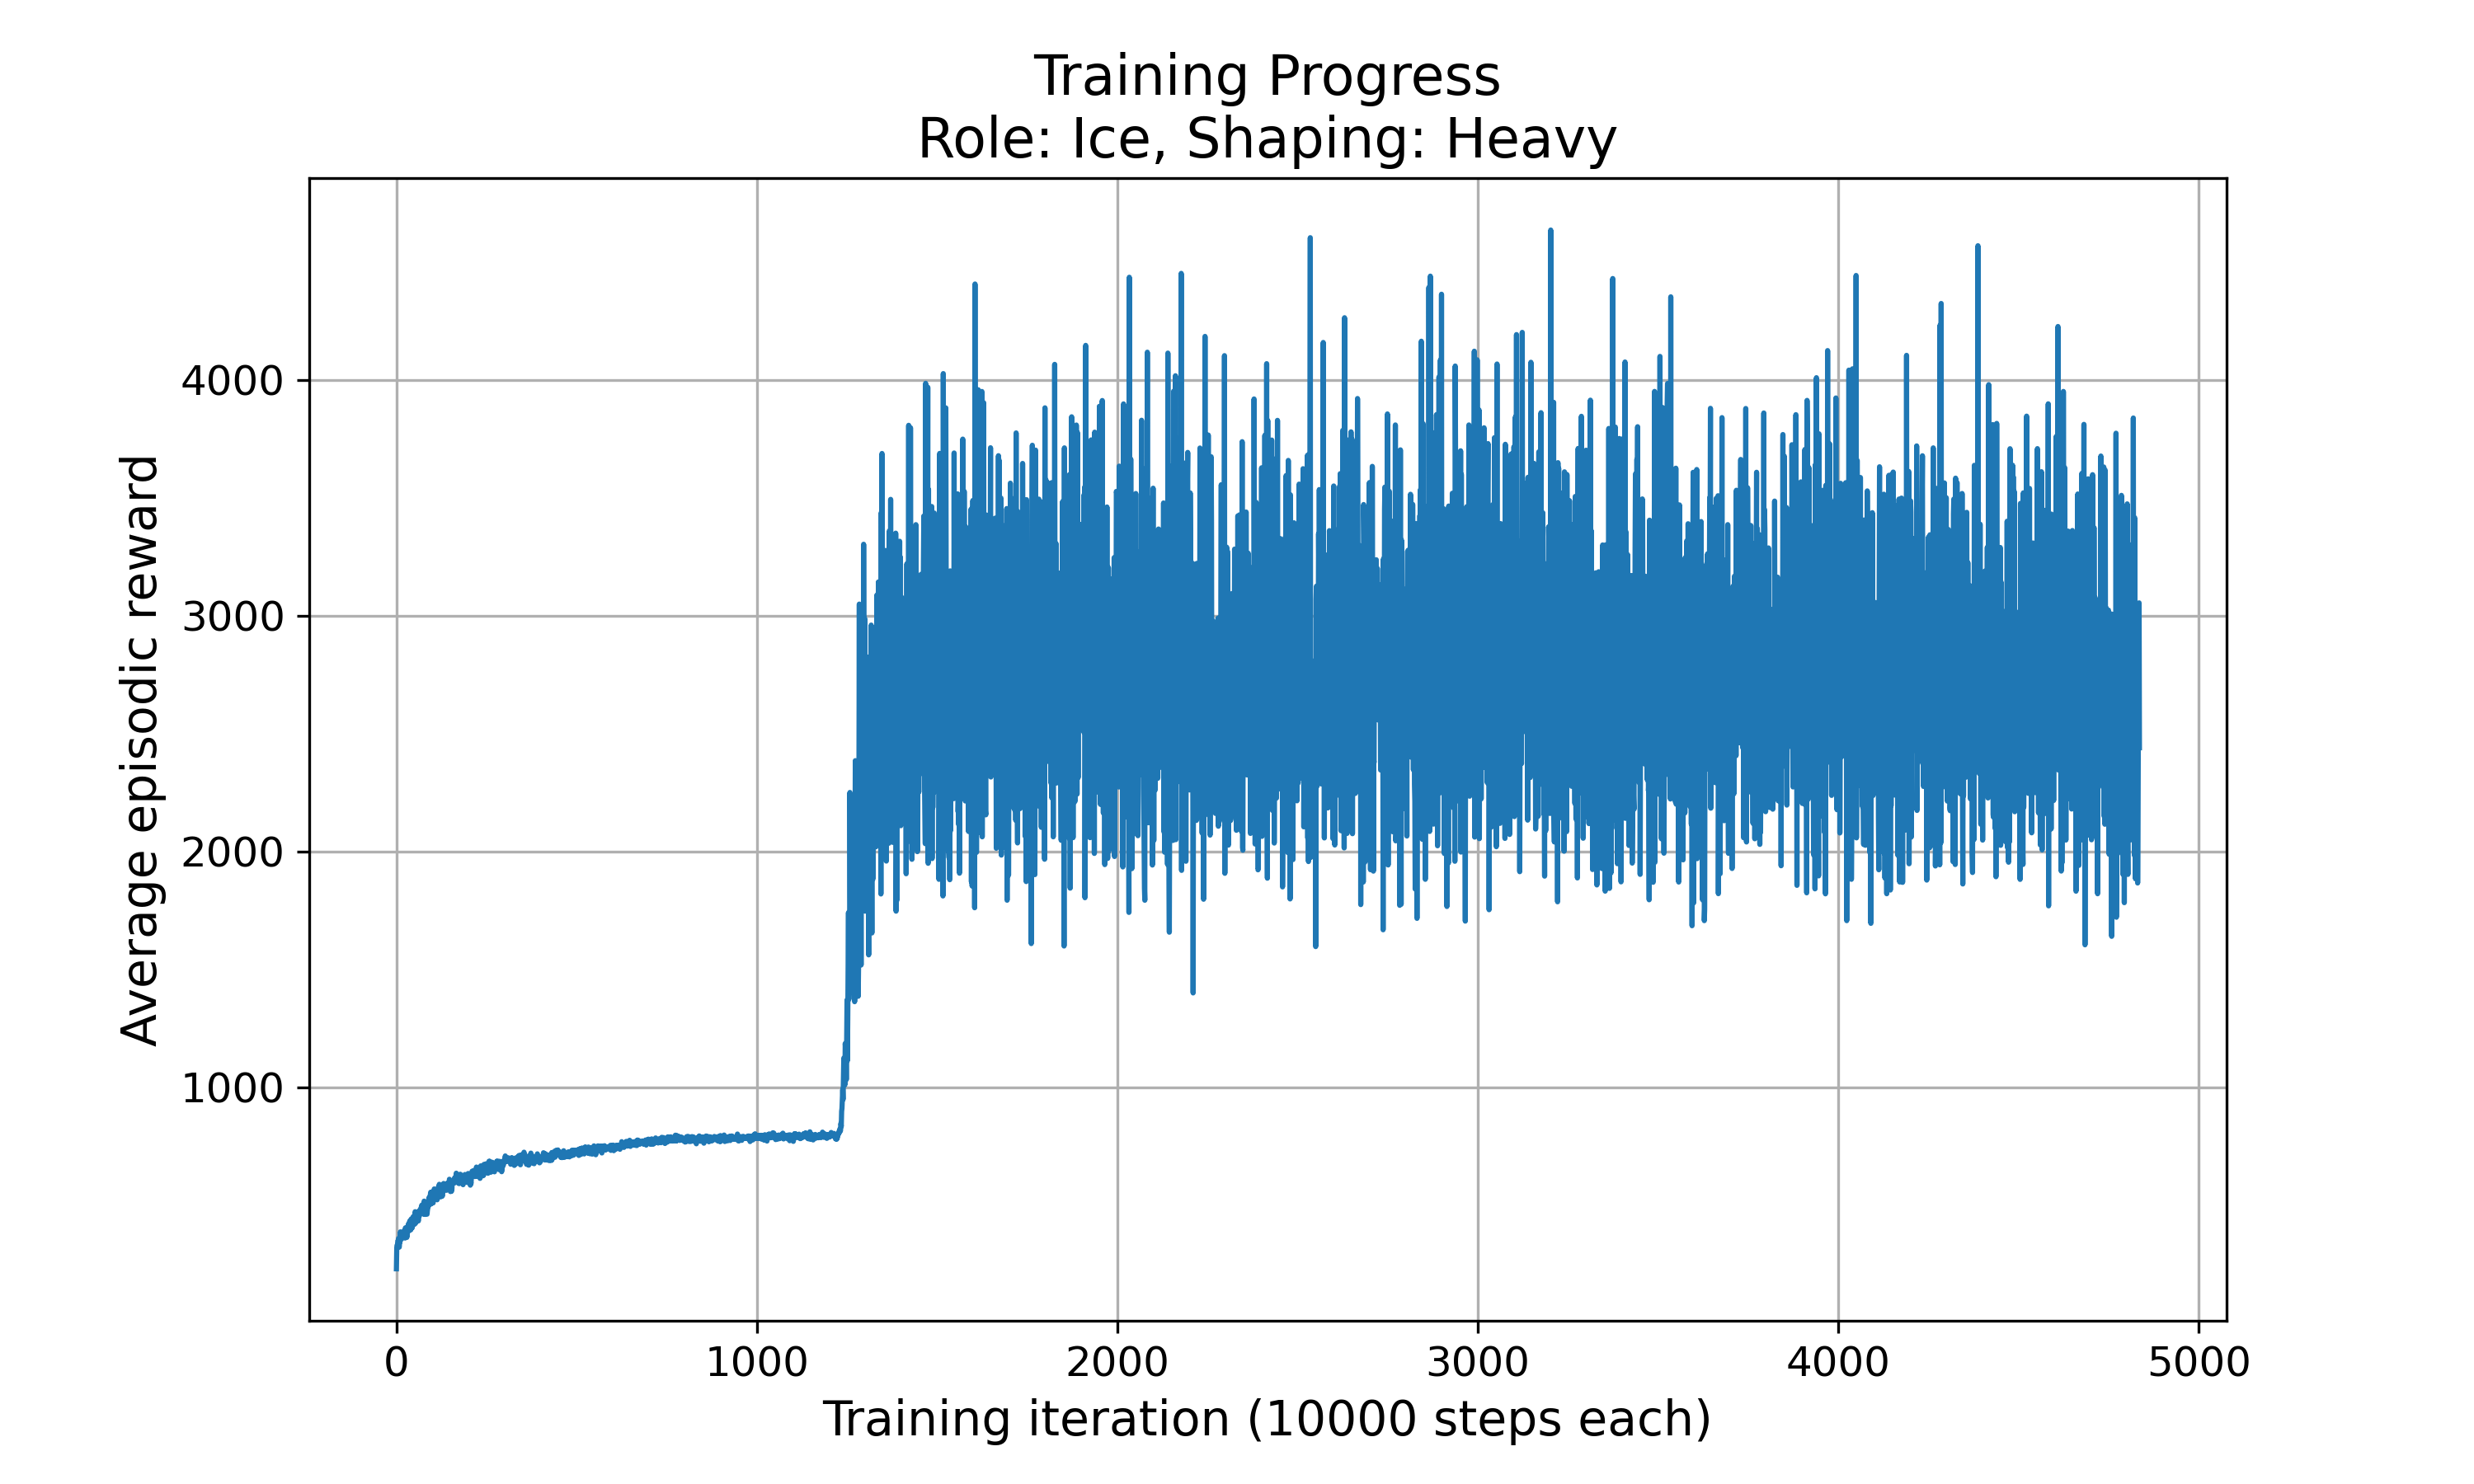 Training Progress
Role: Ice, Shaping: Heavy
Average episodic reward
4000
3000
2000
1000
0
1000
2000
3000
4000
5000
Training iteration (10000 steps each)